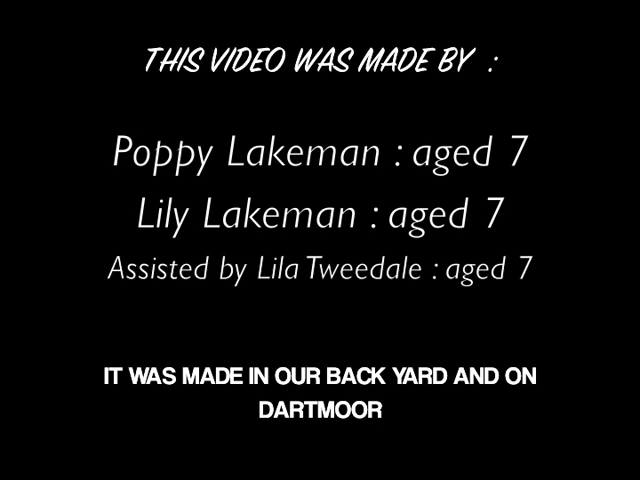 THIS VIDEO WAS MADE BY :
Poppy Lakeman : aged 7
Lily Lakeman : aged 7
Assisted by Lila Tweedale : aged 7
IT WAS MADE IN OUR BACK YARD AND ON
DARTMOOR